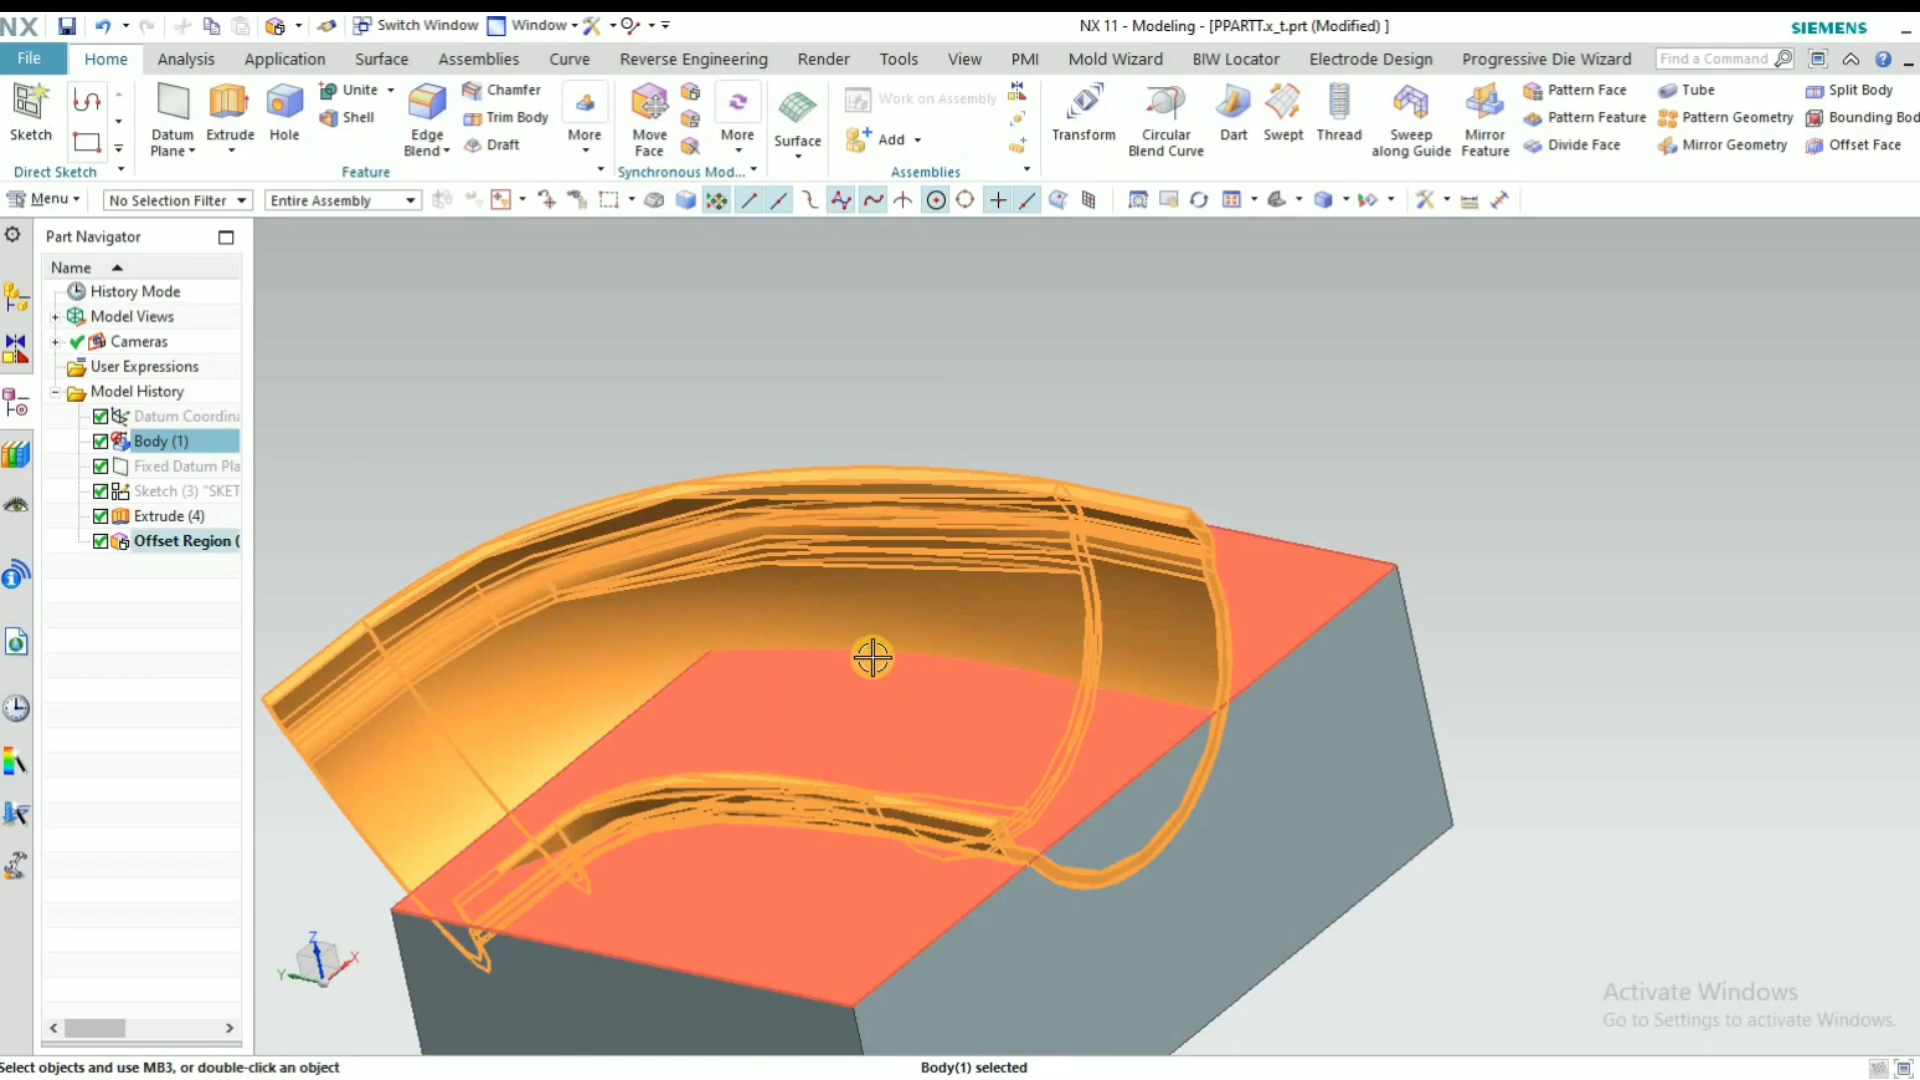 NX
Switch Window
Window
NX 11 - Modeling - [PPARTT.x_t.prt (Modified) ]
SIEMENS
File
Home
Analysis
Application
Curve
Surface
Assemblies
Curve
Reverse Engineering
Render
Tools
View
PMI
Mold Wizard
BIW Locator
Electrode Design
Progressive Die Wizard
Find a Command
Sketch
Direct Sketch
Datum Plane
Extrude
Hole
Unite
Shell
Edge Blend
Chamfer
Trim Body
Draft
More
Feature
Move Face
More
Synchronous Mod...
Surface
Work on Assembly
Add
Assemblies
Transform
Circular Blend Curve
Dart
Swept
Thread
Sweep along Guide
Mirror Feature
Pattern Face
Pattern Feature
Divide Face
Tube
Pattern Geometry
Mirror Geometry
Split Body
Bounding Bod
Offset Face
Menu
No Selection Filter
Entire Assembly
Part Navigator
Name
History Mode
Model Views
Cameras
User Expressions
Model History
Datum Coordina
Body (1)
Fixed Datum Pla
Sketch (3) "SKET
Extrude (4)
Offset Region (
Z
Y
X
Activate Windows
Go to Settings to activate Windows.
Select objects and use MB3, or double-click an object
Body(1) selected